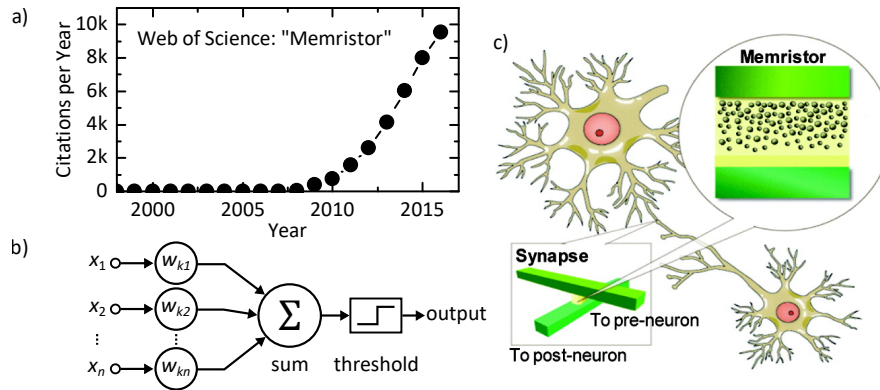 a)
10k
8k
6k
4k
2k
0
Citations per Year
Web of Science: "Memristor"
2000
2005
2010
2015
Year
b)
x1
wk1
x2
wk2
⋮
⋮
xn
wkn
Σ
sum
threshold
output
c)
Memristor
Synapse
To pre-neuron
To post-neuron